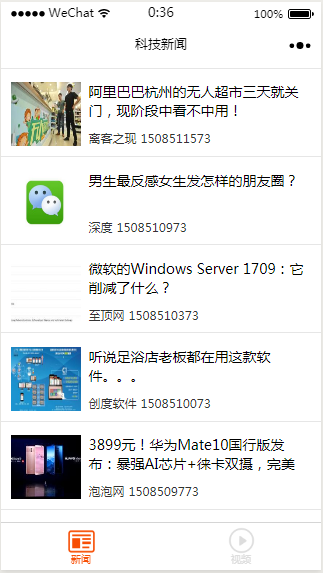 WeChat 0:36 100%
科技新闻
阿里巴巴杭州的无人超市三天就关
门，现阶段中看不中用！
离客之现 1508511573
男生最反感女生发怎样的朋友圈？
深度 1508510973
微软的Windows Server 1709：它
削减了什么？
至顶网 1508510373
听说足浴店老板都在用这款软
件。。。
创度软件 1508510073
3899元！华为Mate10国行版发
布：暴强AI芯片+徕卡双摄，完美
泡泡网 1508509773
新闻 视频